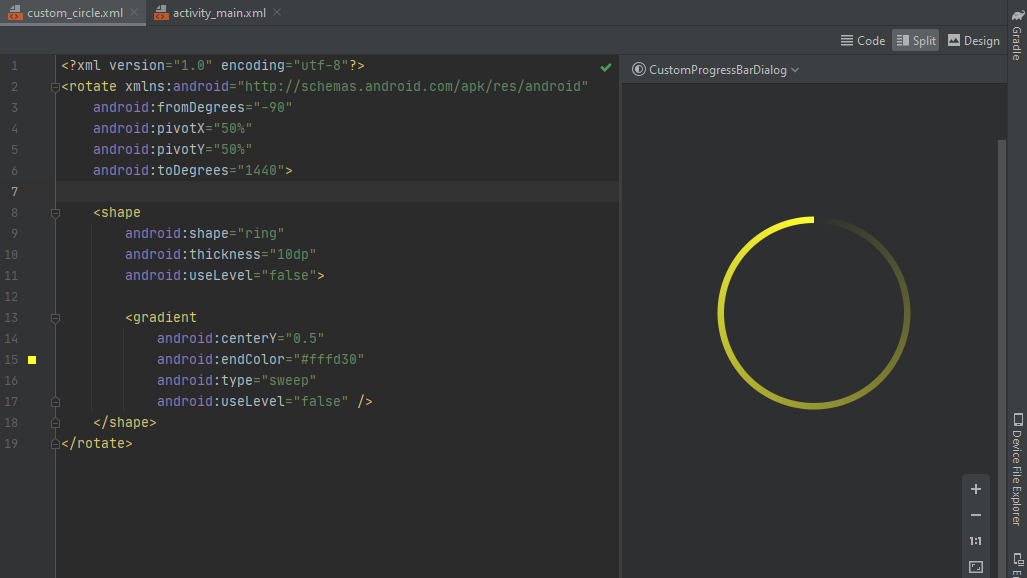 custom_circle.xml
activity_main.xml
Code
Split
Design
Gradle
1 <?xml version="1.0" encoding="utf-8"?>
2 <rotate xmlns:android="http://schemas.android.com/apk/res/android"
3 android:fromDegrees="-90"
4 android:pivotX="50%"
5 android:pivotY="50%"
6 android:toDegrees="1440">
7
8 <shape
9 android:shape="ring"
10 android:thickness="10dp"
11 android:useLevel="false">
12
13 <gradient
14 android:centerY="0.5"
15 android:endColor="#fffd30"
16 android:type="sweep"
17 android:useLevel="false" />
18 </shape>
19 </rotate>
CustomProgressBarDialog
1:1
Device File Explorer